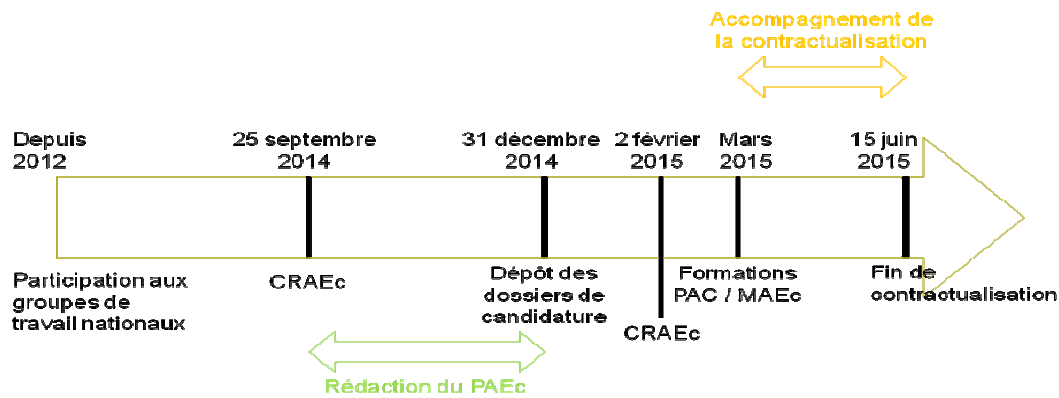 Accompagnement de
la contractualisation
Depuis
2012
25 septembre
2014
31 décembre
2014
2 février
2015
Mars
2015
15 juin
2015
Participation aux
groupes de
travail nationaux
CRAEc
Dépôt des
dossiers de
candidature
CRAEc
Formations
PAC / MAEc
Fin de
contractualisation
Rédaction du PAEc